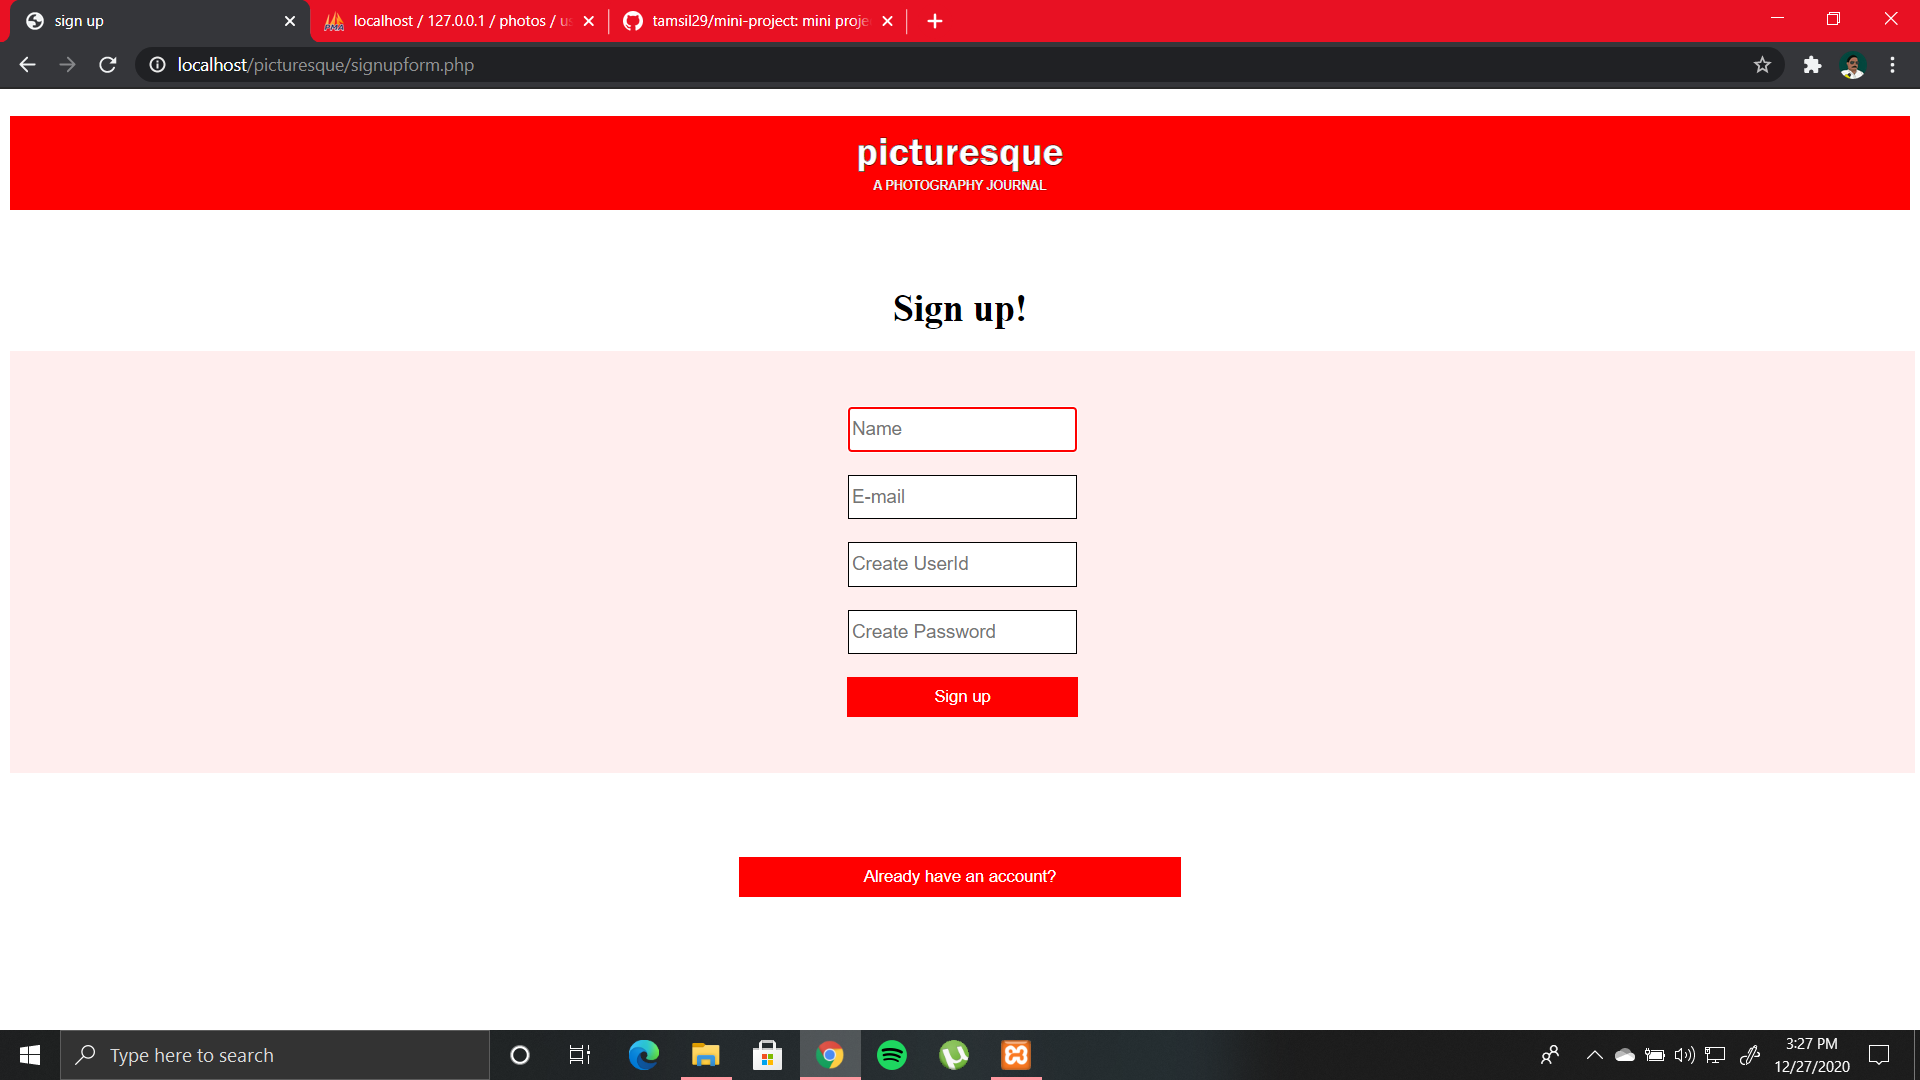 sign up
localhost / 127.0.0.1 / photos / us
tamsil29/mini-project: mini proje
localhost/picturesque/signupform.php
picturesque
A PHOTOGRAPHY JOURNAL
Sign up!
Name
E-mail
Create UserId
Create Password
Sign up
Already have an account?
Type here to search
3:27 PM
12/27/2020